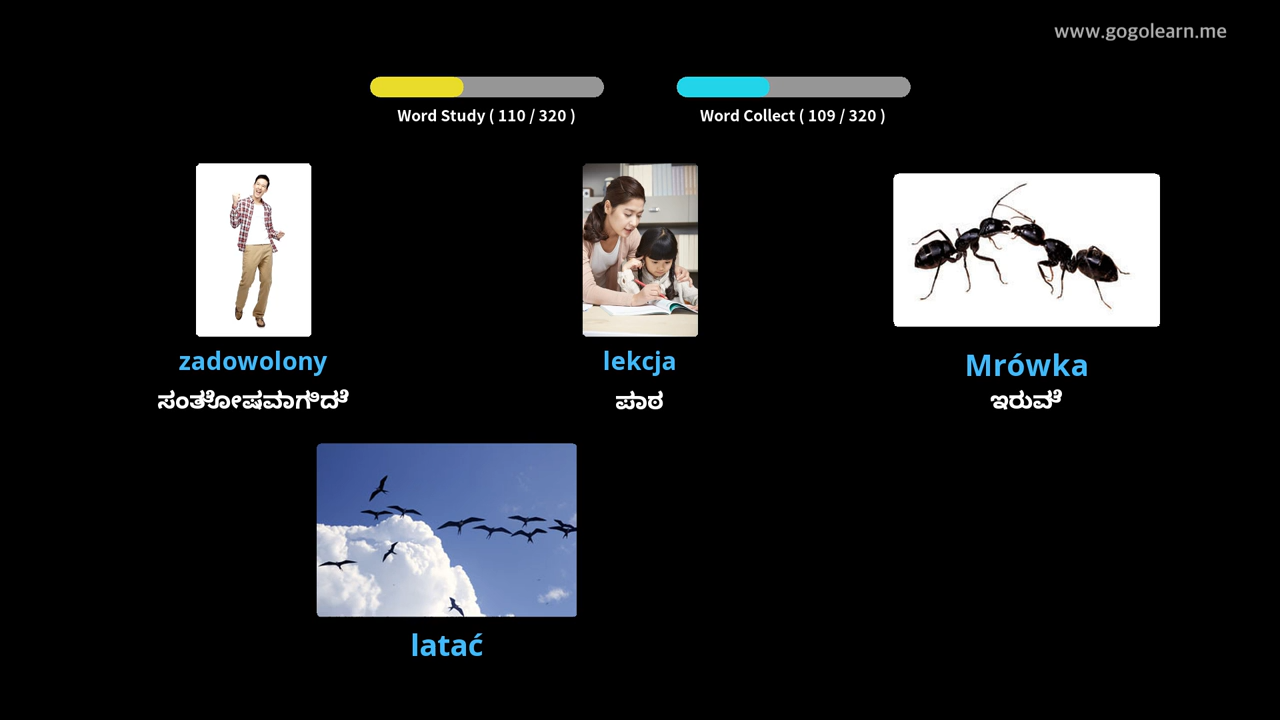 www.gogolearn.me
Word Study ( 110 / 320 )
Word Collect ( 109 / 320 )
zadowolony
ಸಂತೋಷವಾಗಿದೆ
lekcja
ಪಾಠ
Mrówka
ಇರುವೆ
latać